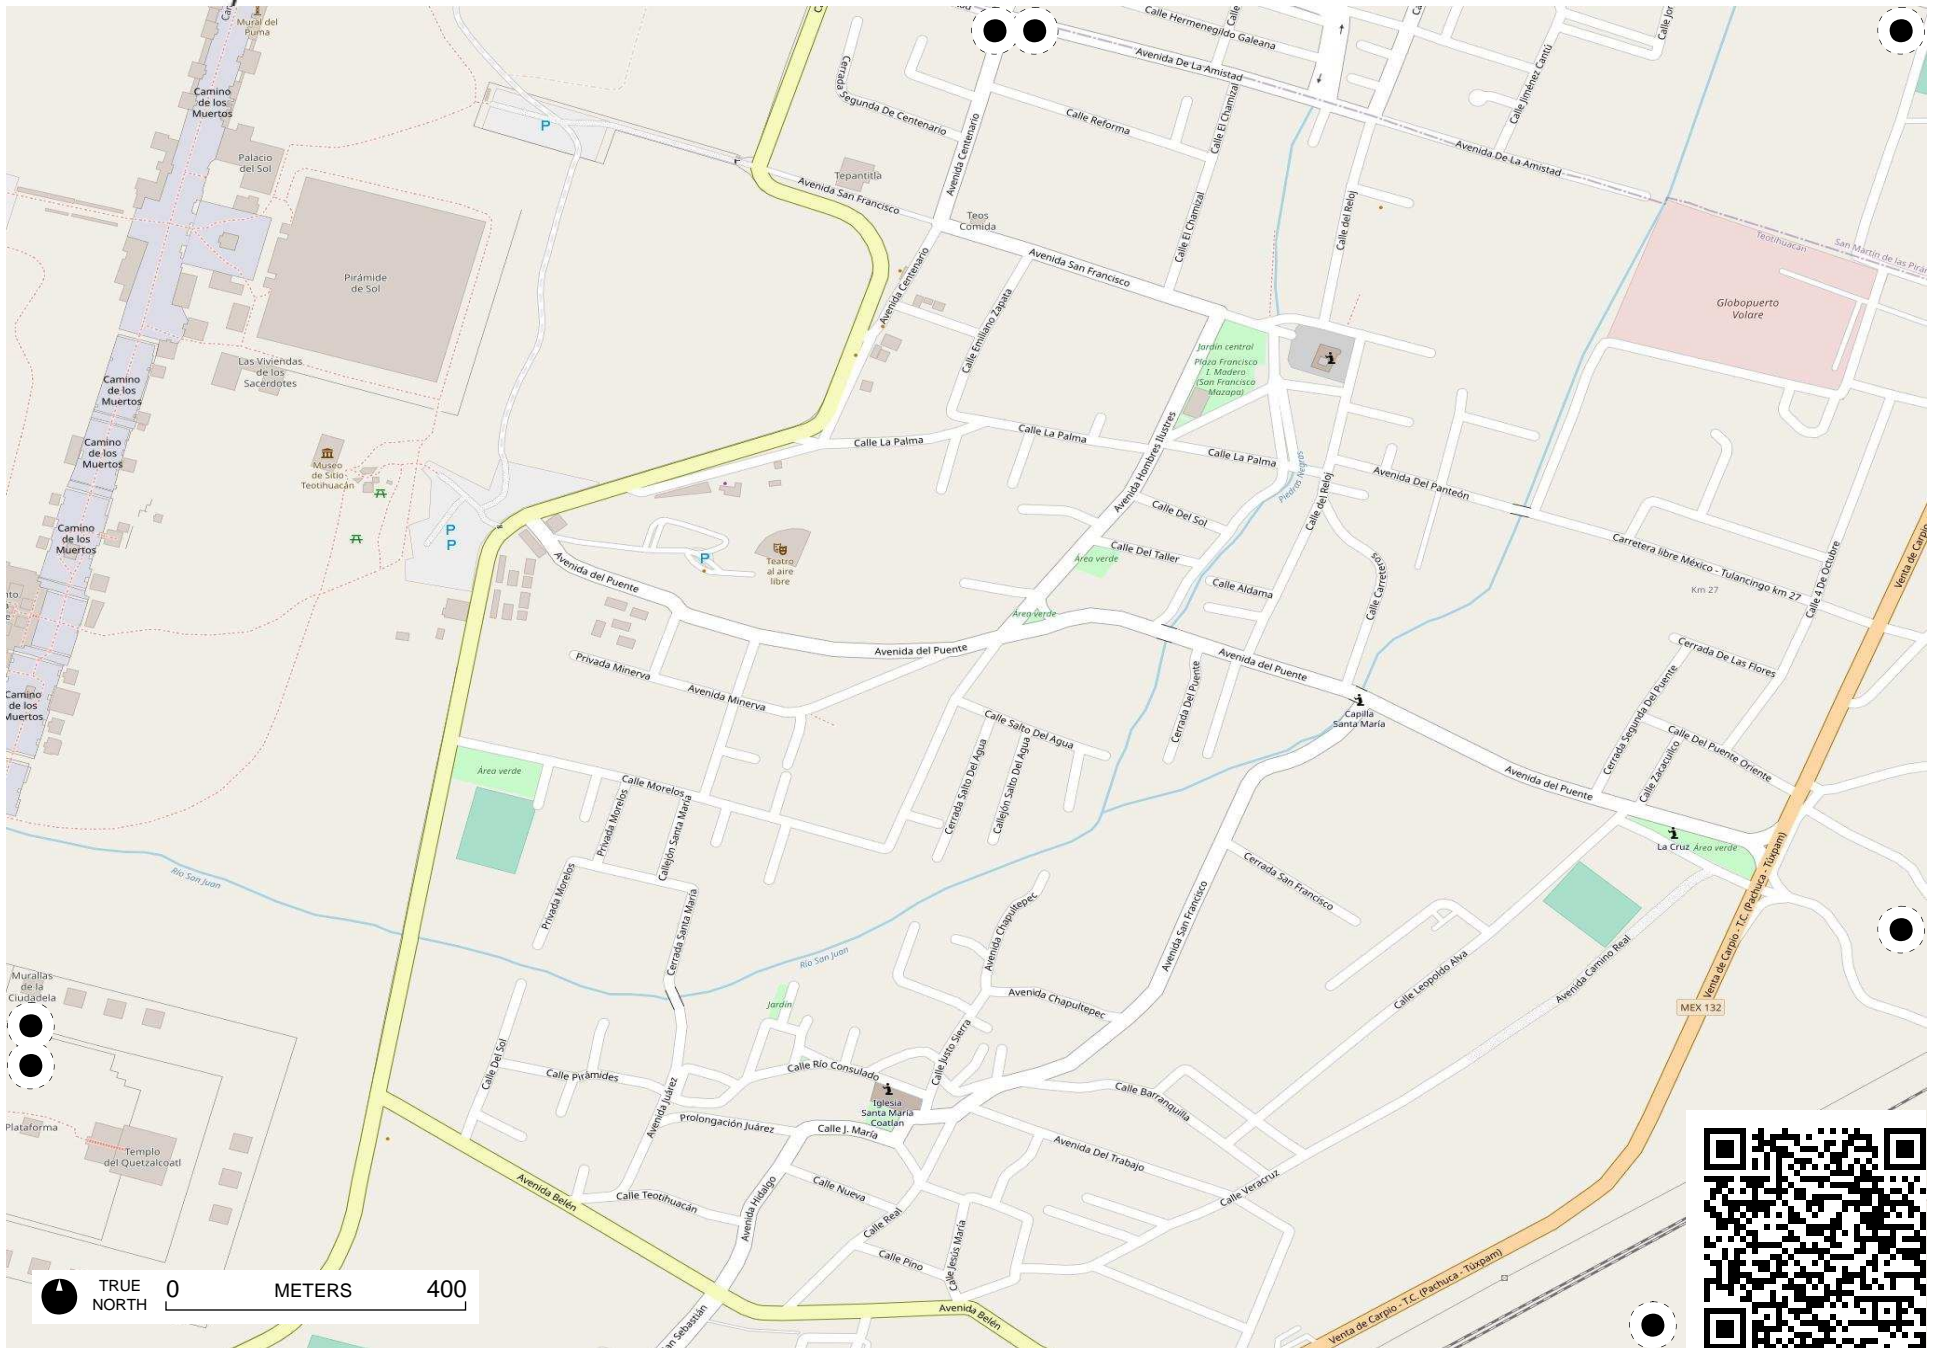 Mural del
Puma
Calle Hermenegildo Galeana
Avenida De La Amistad
Calle Jiménez Cantú
Camino
de los
Muertos
Cerrada Segunda De Centenario
Calle Reforma
Calle El Chamizal
Avenida Centenario
Avenida De La Amistad
Palacio
del Sol
Tepantitla
Avenida San Francisco
Teos
Comida
Calle El Chamizal
Calle del Reloj
Teotihuacán
San Martín de las Pirá
Pirámide
de Sol
Avenida San Francisco
Avenida Centenario
Calle Emiliano Zapata
Globopuerto
Volare
Las Viviendas
de los
Sacerdotes
Jardín central
Plaza Francisco
I. Madero
(San Francisco
Mazapa)
Camino
de los
Muertos
Camino
de los
Muertos
Museo
de Sitio
Teotihuacán
Calle La Palma
Calle La Palma
Calle La Palma
Avenida Hombres Ilustres
Piedras Negras
Avenida Del Panteón
Calle del Reloj
Calle Del Sol
P
P
P
P
Camino
de los
Muertos
Teatro
al aire
libre
Área verde
Calle Del Taller
Calle Aldama
Calle Carreteros
Carretera libre México - Tulancingo km 27
Km 27
Calle 4 De Octubre
Venta de Carpio
Avenida del Puente
Área verde
Avenida del Puente
Avenida del Puente
Privada Minerva
Avenida Minerva
Cerrada Del Puente
Cerrada De Las Flores
Cerrada Segunda Del Puente
Camino
de los
Muertos
Capilla
Santa María
Calle Salto Del Agua
Cerrada Salto Del Agua
Callejón Salto Del Agua
Calle Del Puente Oriente
Calle Zacacuilco
Avenida del Puente
Área verde
Calle Morelos
Privada Morelos
Callejón Santa María
La Cruz
Área verde
Río San Juan
Privada Morelos
Cerrada Santa María
Cerrada San Francisco
Avenida San Francisco
Avenida Chapultepec
Río San Juan
Calle Leopoldo Alva
Avenida Camino Real
Venta de Carpio - T.C. (Pachuca - Túxpam)
MEX 132
Murallas
de la
Ciudadela
Jardín
Avenida Chapultepec
Calle Justo Sierra
Calle Del Sol
Calle Pirámides
Calle Río Consulado
Avenida Juárez
Iglesia
Santa María
Coatlan
Calle Barranquilla
Prolongación Juárez
Calle J. María
Avenida Del Trabajo
Plataforma
Templo
del Quetzalcoatl
Avenida Belén
Calle Teotihuacán
Avenida Hidalgo
Calle Nueva
Calle Real
Calle Pino
Calle Jesús María
Calle Veracruz
Avenida Belén
Venta de Carpio - T.C. (Pachuca - Túxpam)
an Sebastián
TRUE
NORTH
0 METERS 400